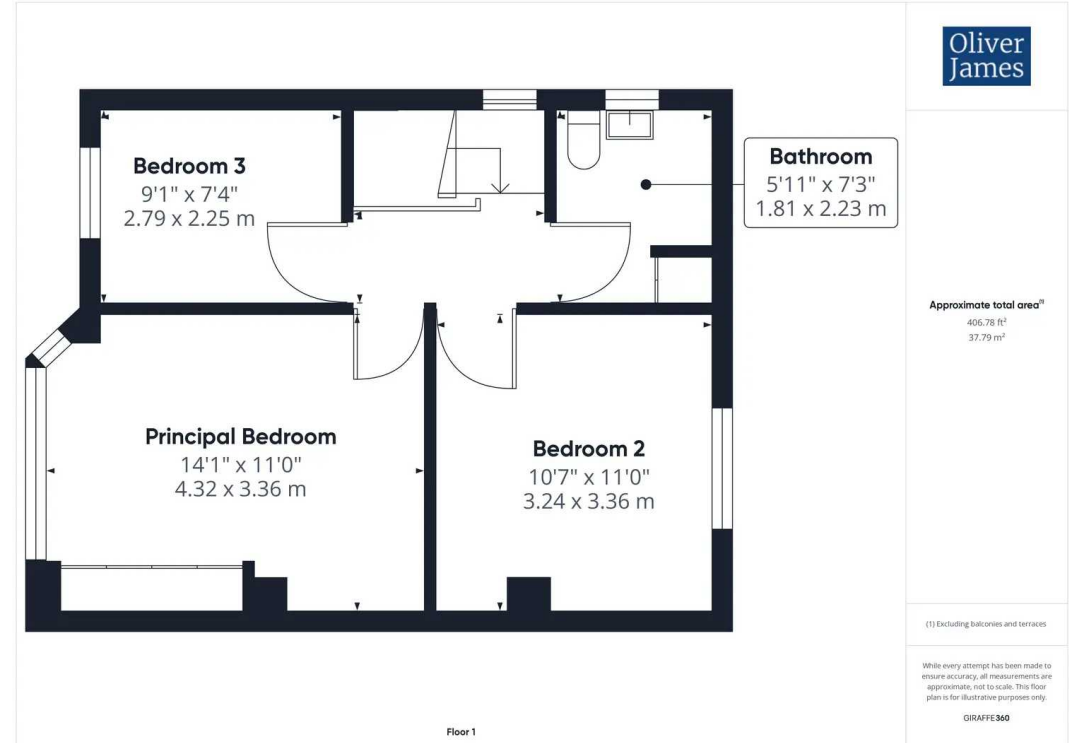 Oliver
James
Bedroom 3
9'1" x 7'4"
2.79 x 2.25 m
Bathroom
5'11" x 7'3"
1.81 x 2.23 m
Principal Bedroom
14'1" x 11'0"
4.32 x 3.36 m
Bedroom 2
10'7" x 11'0"
3.24 x 3.36 m
Approximate total area(1)
406.78 ft²
37.79 m²
(1) Excluding balconies and terraces
While every attempt has been made to
ensure accuracy, all measurements are
approximate, not to scale. This floor
plan is for illustrative purposes only.
GIRAFFE360
Floor 1